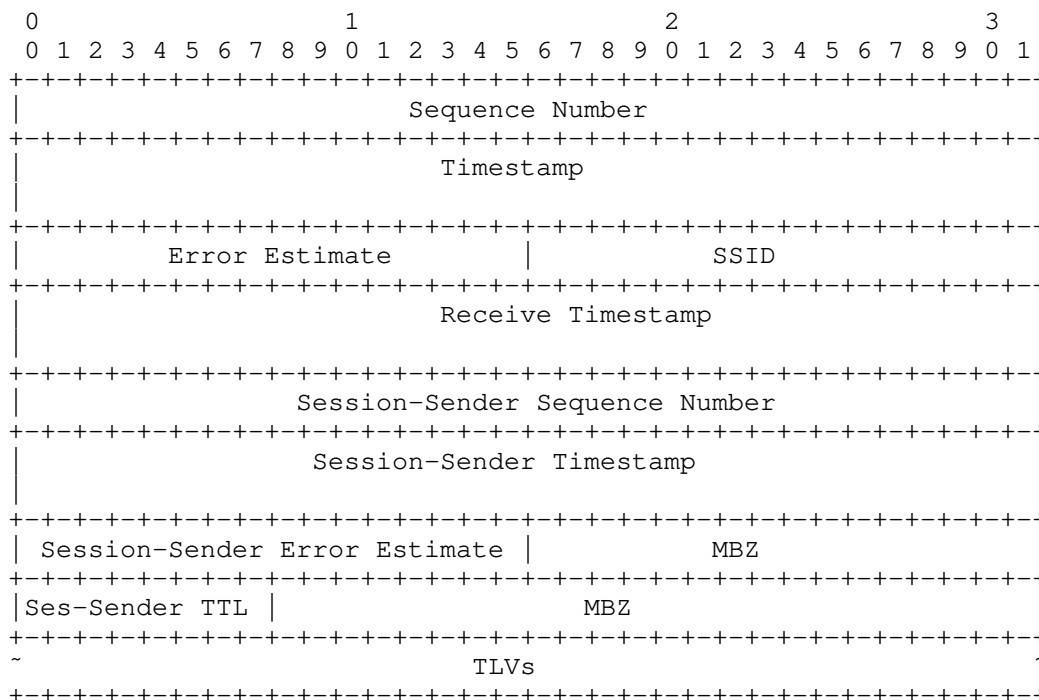 0                   1                   2                   3
0 1 2 3 4 5 6 7 8 9 0 1 2 3 4 5 6 7 8 9 0 1 2 3 4 5 6 7 8 9 0 1
Sequence Number
Timestamp
Error Estimate | SSID
Receive Timestamp
Session-Sender Sequence Number
Session-Sender Timestamp
Session-Sender Error Estimate | MBZ
Ses-Sender TTL | MBZ
~ TLVs ~